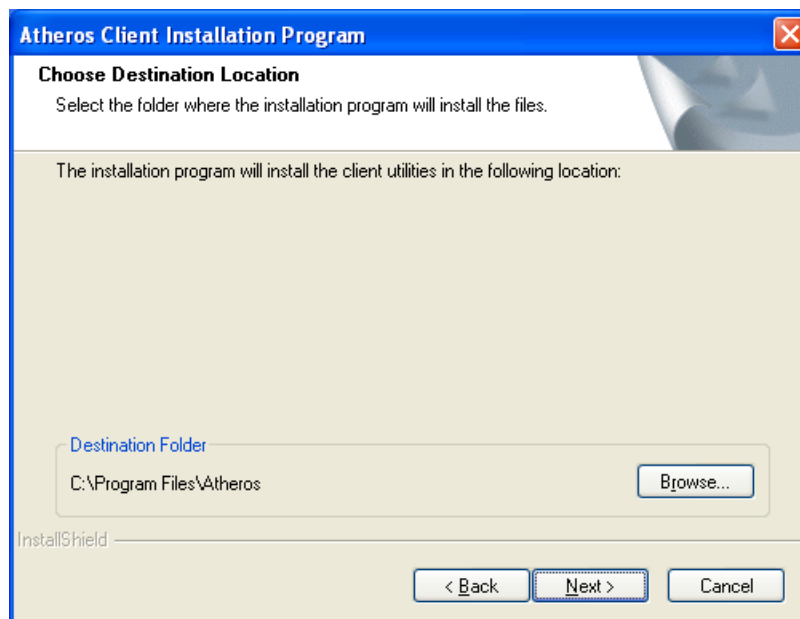 Atheros Client Installation Program
Choose Destination Location
Select the folder where the installation program will install the files.
The installation program will install the client utilities in the following location:
Destination Folder
C:\Program Files\Atheros
Browse...
InstallShield
< Back
Next >
Cancel